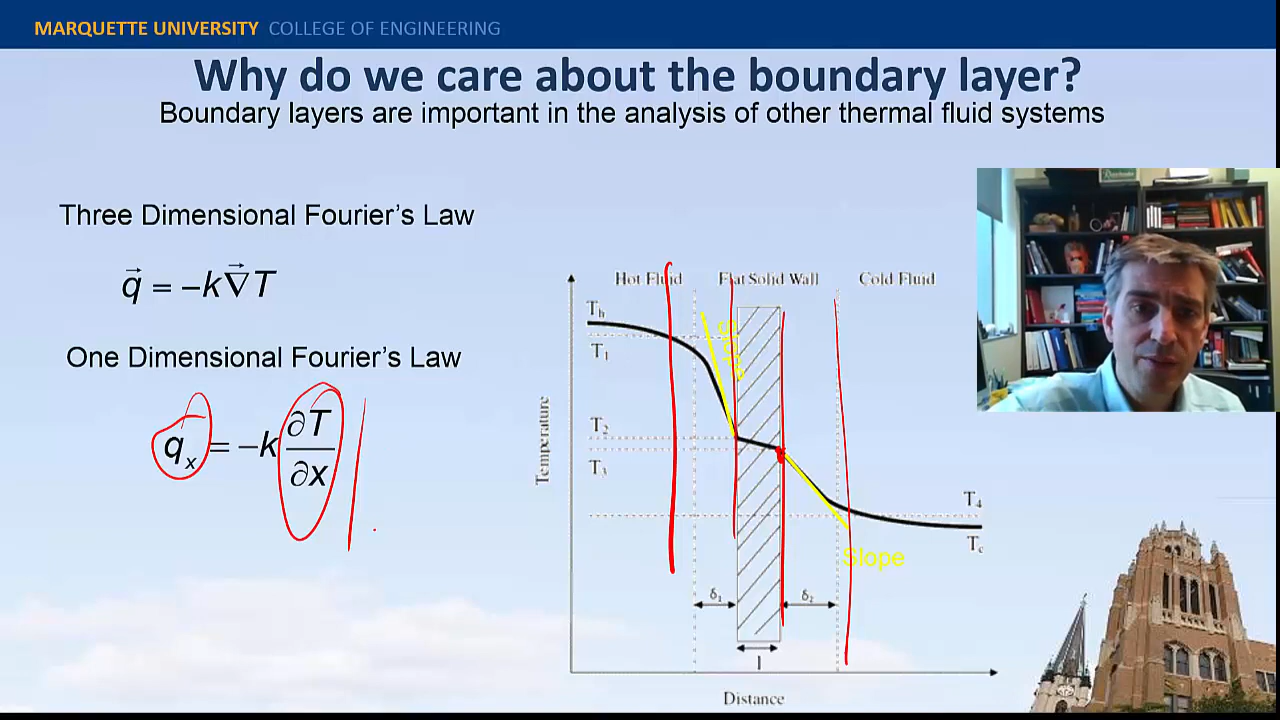 MARQUETTE UNIVERSITY COLLEGE OF ENGINEERING
Why do we care about the boundary layer?
Boundary layers are important in the analysis of other thermal fluid systems
Three Dimensional Fourier's Law
q⃗ = −k∇⃗T
One Dimensional Fourier's Law
qₓ = −k ∂T/∂x
Hot Fluid Flat Solid Wall Cold Fluid
Tₕ
T₁
Slope
T₂
T₃
T₄
T꜀
Slope
Temperature
δ₁ δ₂
l
Distance